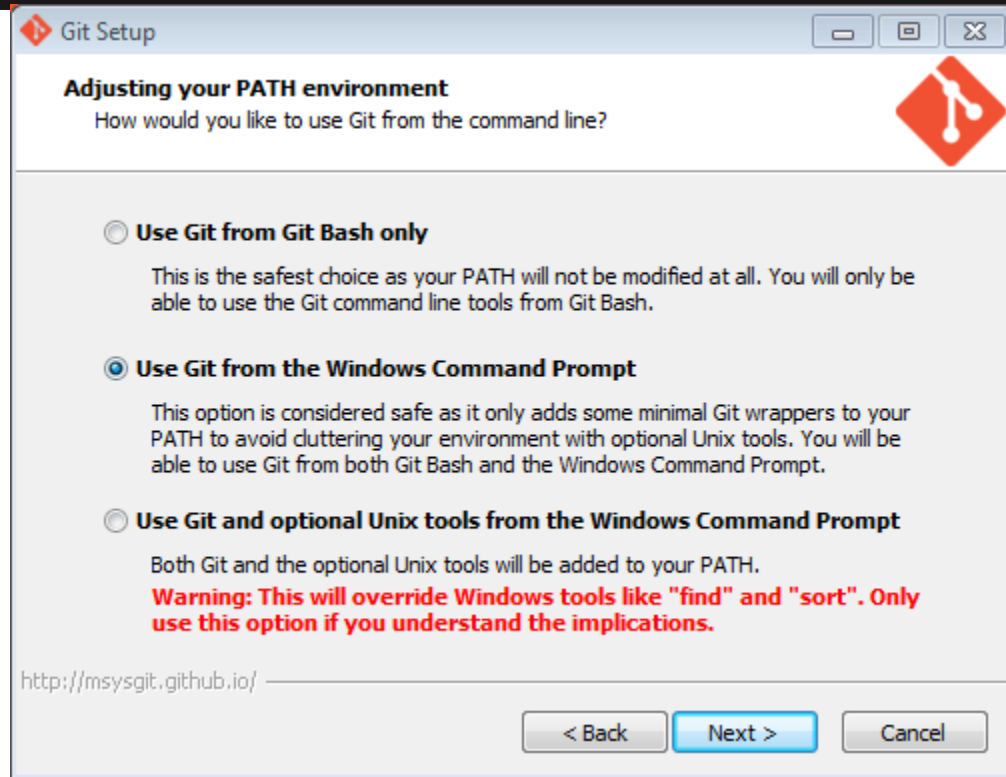 Git Setup
Adjusting your PATH environment
How would you like to use Git from the command line?
Use Git from Git Bash only
This is the safest choice as your PATH will not be modified at all. You will only be
able to use the Git command line tools from Git Bash.
Use Git from the Windows Command Prompt
This option is considered safe as it only adds some minimal Git wrappers to your
PATH to avoid cluttering your environment with optional Unix tools. You will be
able to use Git from both Git Bash and the Windows Command Prompt.
Use Git and optional Unix tools from the Windows Command Prompt
Both Git and the optional Unix tools will be added to your PATH.
Warning: This will override Windows tools like "find" and "sort". Only
use this option if you understand the implications.
http://msysgit.github.io/
< Back
Next >
Cancel